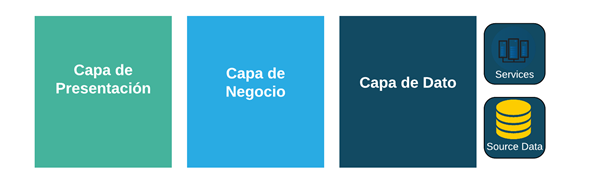 Capa de
Presentación
Capa de
Negocio
Capa de Dato
Services
Source Data